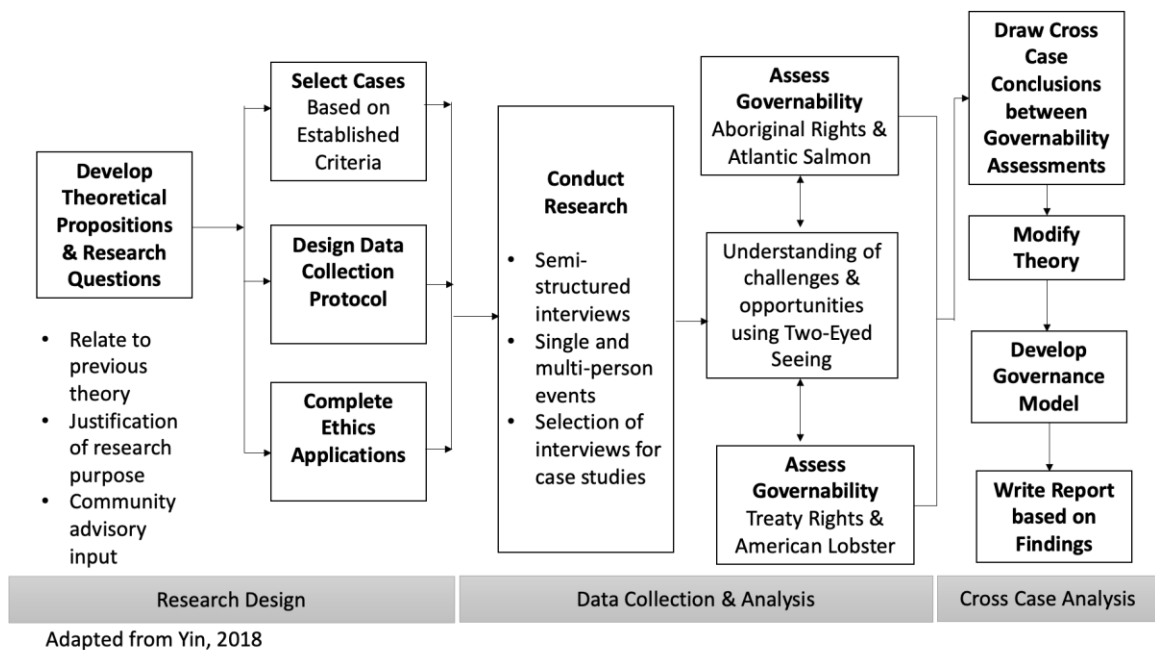 Develop
Theoretical
Propositions
& Research
Questions
• Relate to
previous
theory
• Justification
of research
purpose
• Community
advisory
input
Select Cases
Based on
Established
Criteria
Design Data
Collection
Protocol
Complete
Ethics
Applications
Conduct
Research
• Semi-
structured
interviews
• Single and
multi-person
events
• Selection of
interviews for
case studies
Assess
Governability
Aboriginal Rights &
Atlantic Salmon
Understanding of
challenges &
opportunities
using Two-Eyed
Seeing
Assess
Governability
Treaty Rights &
American Lobster
Draw Cross
Case
Conclusions
between
Governability
Assessments
Modify
Theory
Develop
Governance
Model
Write Report
based on
Findings
Research Design
Data Collection & Analysis
Cross Case Analysis
Adapted from Yin, 2018